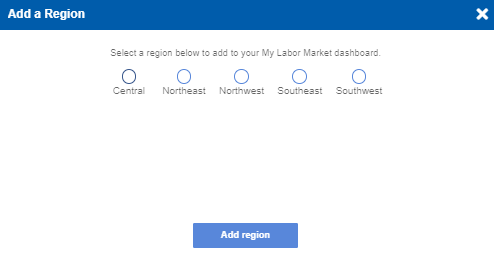 Add a Region
Select a region below to add to your My Labor Market dashboard.
Central Northeast Northwest Southeast Southwest
Add region